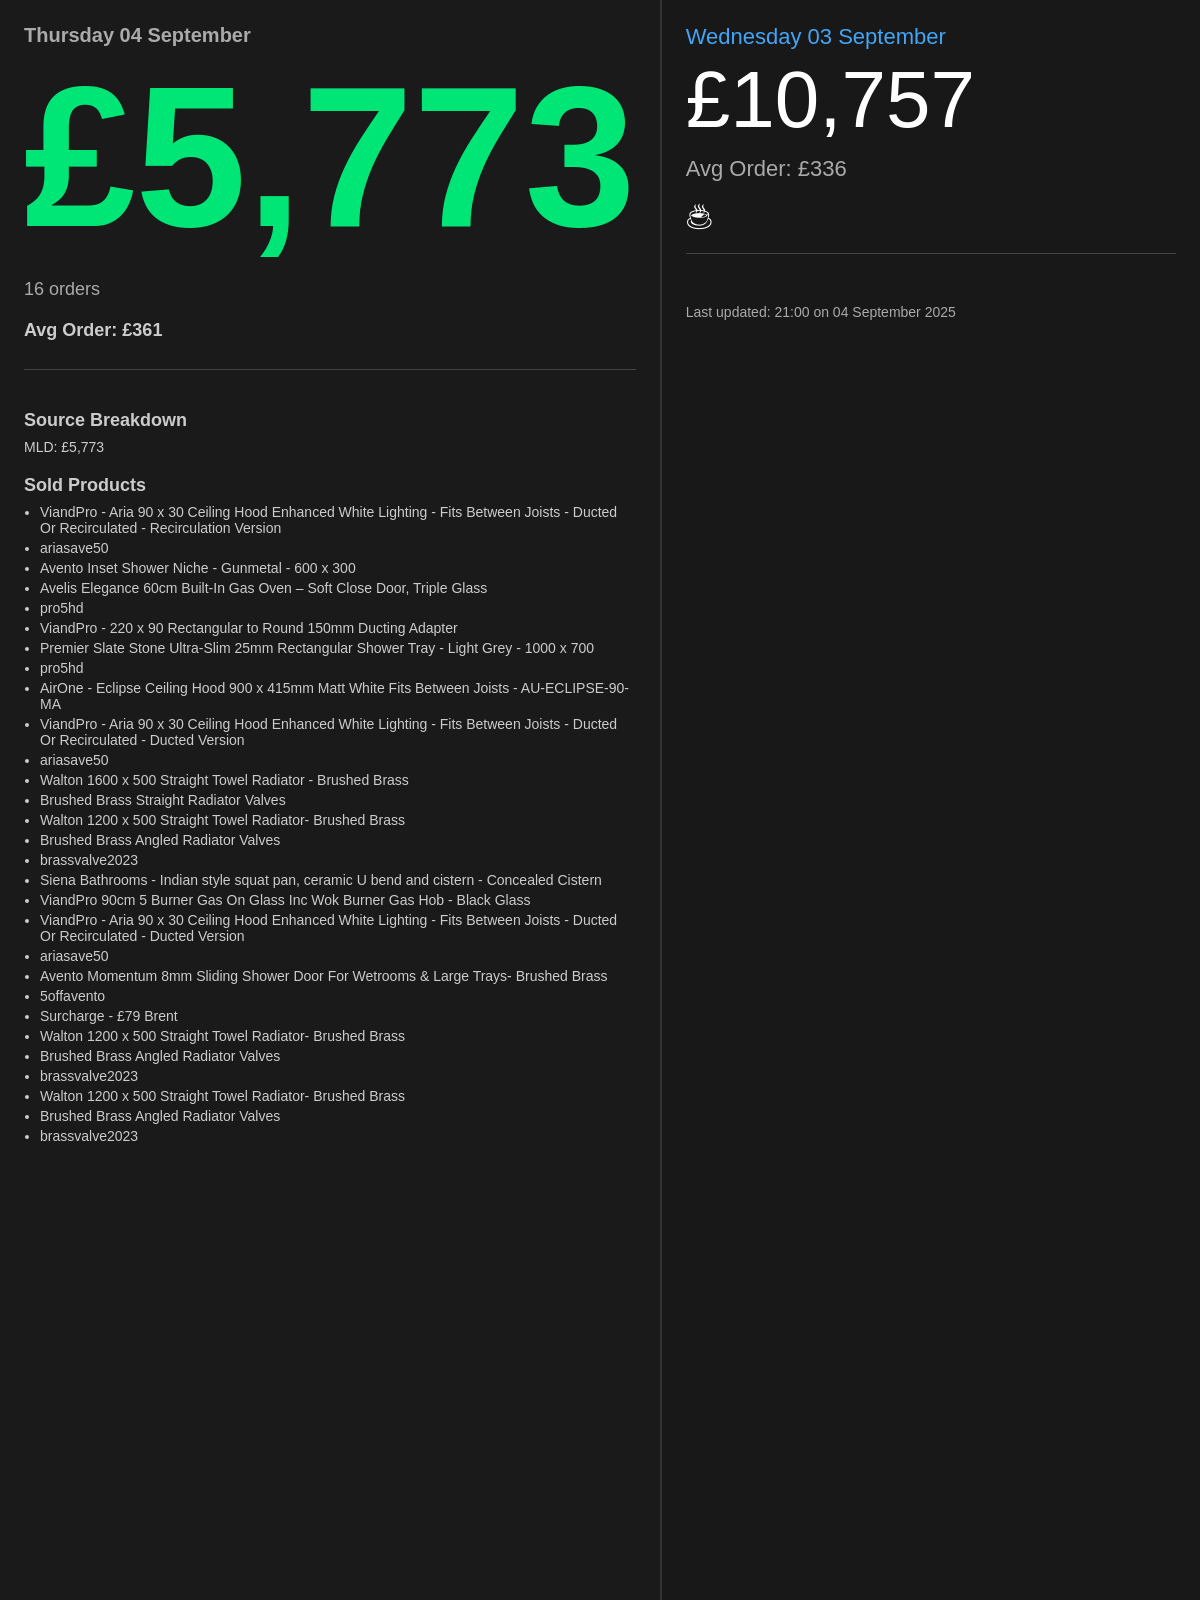 Thursday 04 September
£5,773
16 orders
Avg Order: £361
Source Breakdown
MLD: £5,773
Sold Products
• ViandPro - Aria 90 x 30 Ceiling Hood Enhanced White Lighting - Fits Between Joists - Ducted
Or Recirculated - Recirculation Version
• ariasave50
• Avento Inset Shower Niche - Gunmetal - 600 x 300
• Avelis Elegance 60cm Built-In Gas Oven – Soft Close Door, Triple Glass
• pro5hd
• ViandPro - 220 x 90 Rectangular to Round 150mm Ducting Adapter
• Premier Slate Stone Ultra-Slim 25mm Rectangular Shower Tray - Light Grey - 1000 x 700
• pro5hd
• AirOne - Eclipse Ceiling Hood 900 x 415mm Matt White Fits Between Joists - AU-ECLIPSE-90-
MA
• ViandPro - Aria 90 x 30 Ceiling Hood Enhanced White Lighting - Fits Between Joists - Ducted
Or Recirculated - Ducted Version
• ariasave50
• Walton 1600 x 500 Straight Towel Radiator - Brushed Brass
• Brushed Brass Straight Radiator Valves
• Walton 1200 x 500 Straight Towel Radiator- Brushed Brass
• Brushed Brass Angled Radiator Valves
• brassvalve2023
• Siena Bathrooms - Indian style squat pan, ceramic U bend and cistern - Concealed Cistern
• ViandPro 90cm 5 Burner Gas On Glass Inc Wok Burner Gas Hob - Black Glass
• ViandPro - Aria 90 x 30 Ceiling Hood Enhanced White Lighting - Fits Between Joists - Ducted
Or Recirculated - Ducted Version
• ariasave50
• Avento Momentum 8mm Sliding Shower Door For Wetrooms & Large Trays- Brushed Brass
• 5offavento
• Surcharge - £79 Brent
• Walton 1200 x 500 Straight Towel Radiator- Brushed Brass
• Brushed Brass Angled Radiator Valves
• brassvalve2023
• Walton 1200 x 500 Straight Towel Radiator- Brushed Brass
• Brushed Brass Angled Radiator Valves
• brassvalve2023
Wednesday 03 September
£10,757
Avg Order: £336
☕
Last updated: 21:00 on 04 September 2025